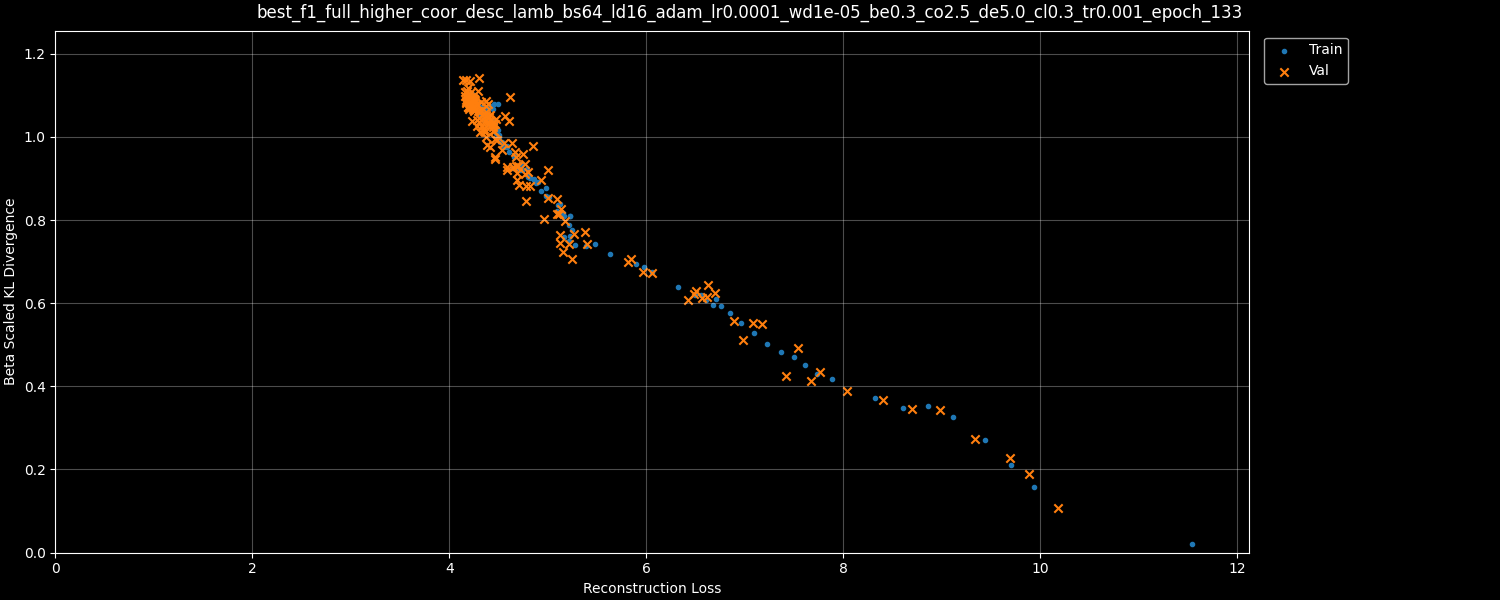 best_f1_full_higher_coor_desc_lamb_bs64_ld16_adam_lr0.0001_wd1e-05_be0.3_co2.5_de5.0_cl0.3_tr0.001_epoch_133
Train
Val
Beta Scaled KL Divergence
1.2
1.0
0.8
0.6
0.4
0.2
0.0
0 2 4 6 8 10 12
Reconstruction Loss